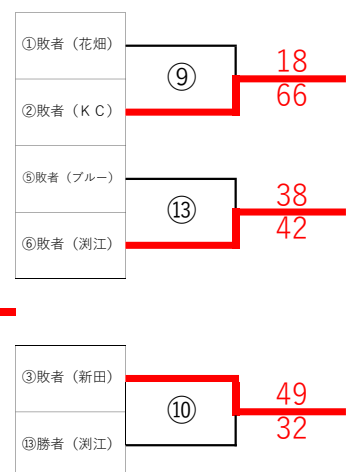 ①敗者（花畑）
⑨
18
66
②敗者（ＫＣ）
⑤敗者（ブルー）
⑬
38
42
⑥敗者（渕江）
③敗者（新田）
⑩
49
32
⑬勝者（渕江）